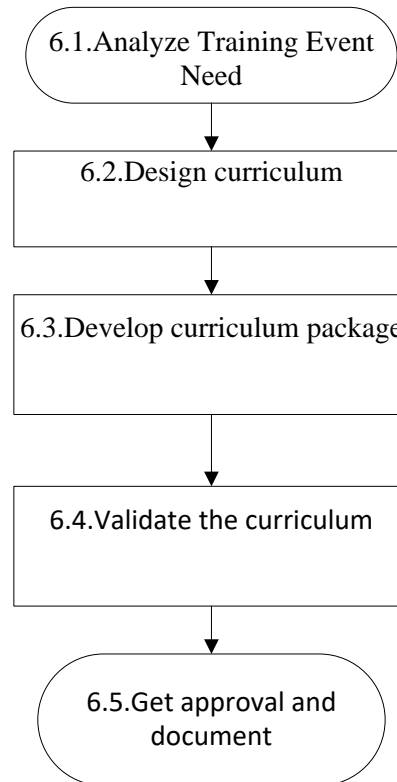 6.1.Analyze Training Event
Need
6.2.Design curriculum
6.3.Develop curriculum package
6.4.Validate the curriculum
6.5.Get approval and
document